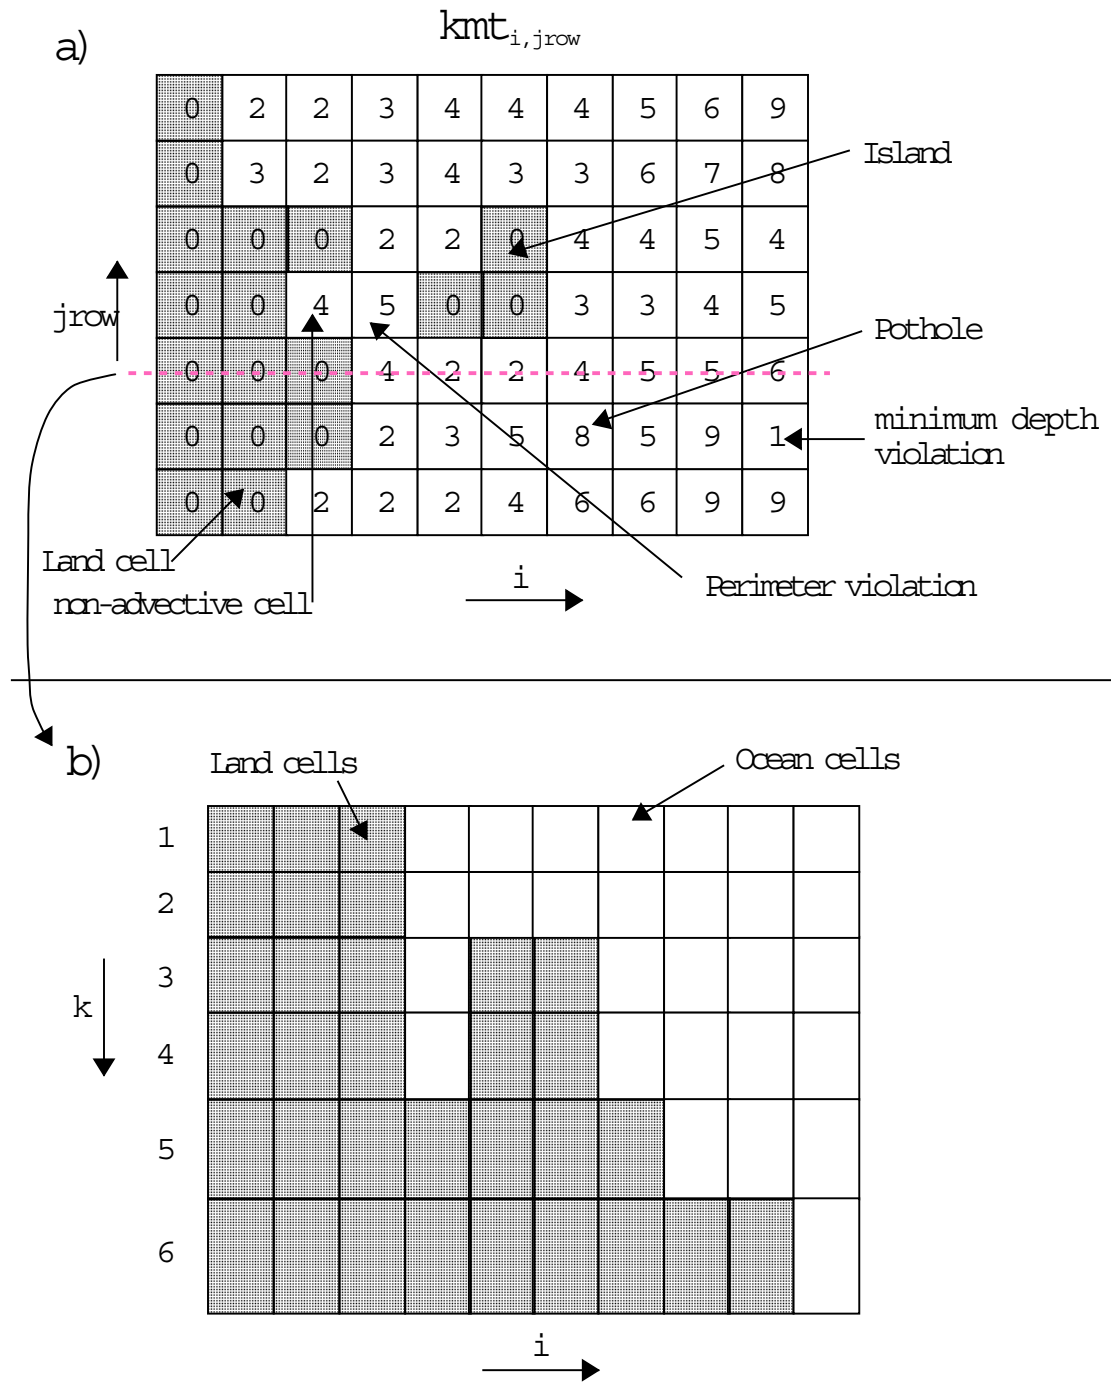 a)
kmt i,jrow
0 2 2 3 4 4 4 5 6 9
0 3 2 3 4 3 3 6 7 8
Island
0 0 0 2 2 0 4 4 5 4
0 0 4 5 0 0 3 3 4 5
jrow
Pothole
0 0 0 4 2 2 4 5 5 6
0 0 0 2 3 5 8 5 9 1
minimum depth
violation
0 0 2 2 2 4 6 6 9 9
Land cell
non-advective cell
i
Perimeter violation
b)
Land cells
Ocean cells
1
2
3
k
4
5
6
i